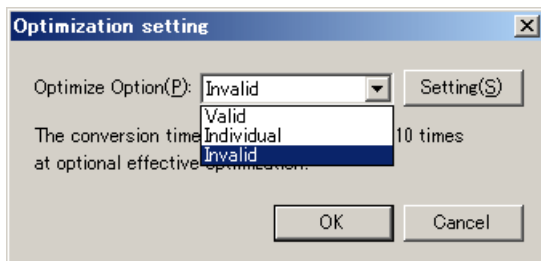 Optimization setting
Optimize Option(P): Invalid Setting(S)
Valid
The conversion time Individual 10 times
Invalid
at optional effective
OK Cancel